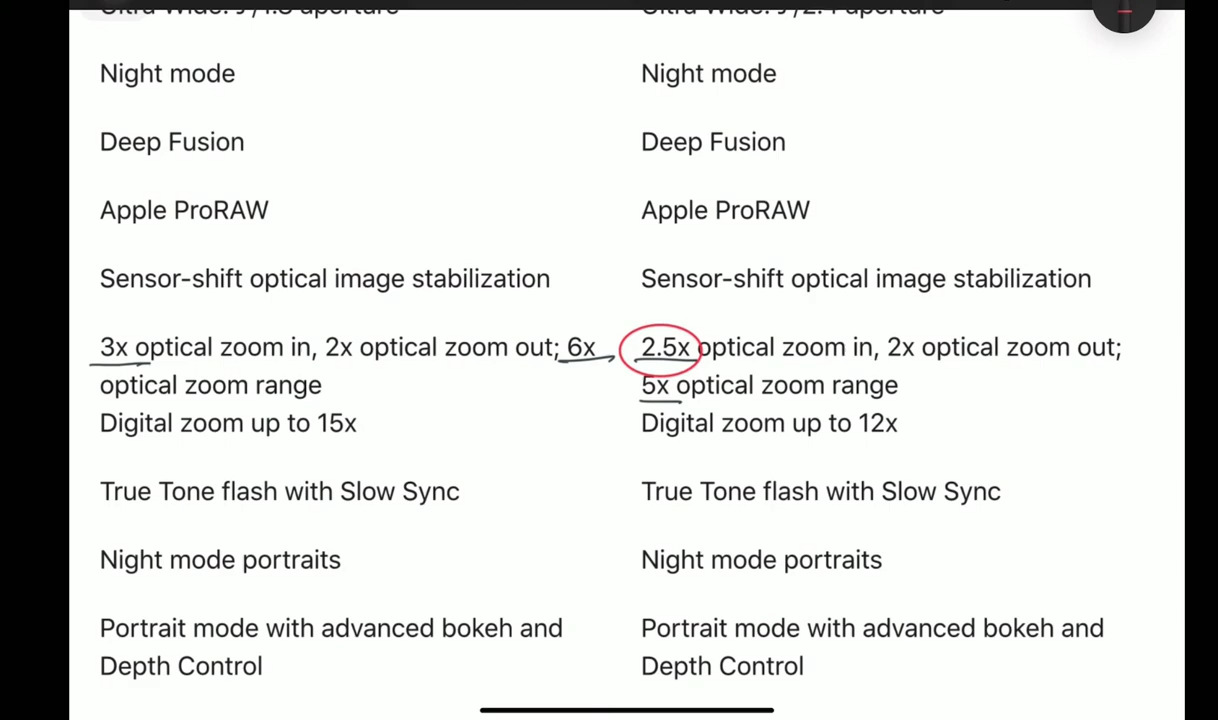 Night mode
Night mode
Deep Fusion
Deep Fusion
Apple ProRAW
Apple ProRAW
Sensor-shift optical image stabilization
Sensor-shift optical image stabilization
3x optical zoom in, 2x optical zoom out; 6x
optical zoom range
Digital zoom up to 15x
2.5x optical zoom in, 2x optical zoom out;
5x optical zoom range
Digital zoom up to 12x
True Tone flash with Slow Sync
True Tone flash with Slow Sync
Night mode portraits
Night mode portraits
Portrait mode with advanced bokeh and
Depth Control
Portrait mode with advanced bokeh and
Depth Control